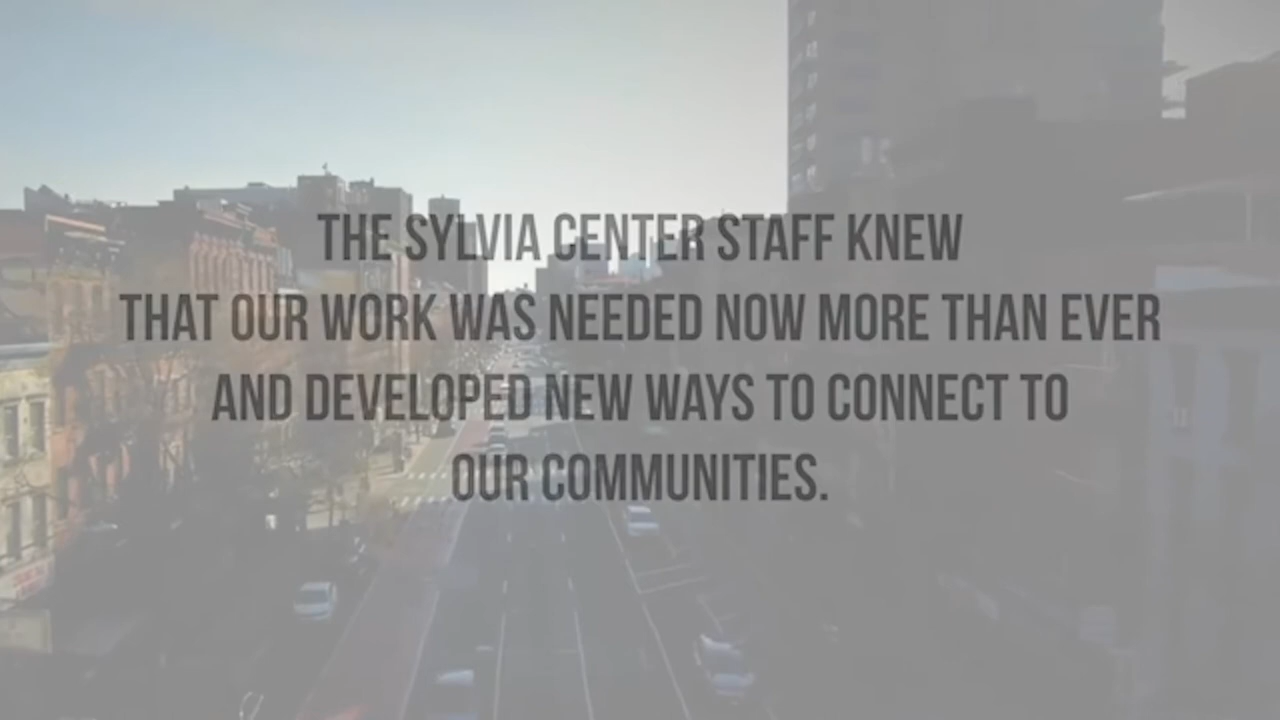 THE SYLVIA CENTER STAFF KNEW
THAT OUR WORK WAS NEEDED NOW MORE THAN EVER
AND DEVELOPED NEW WAYS TO CONNECT TO
OUR COMMUNITIES.